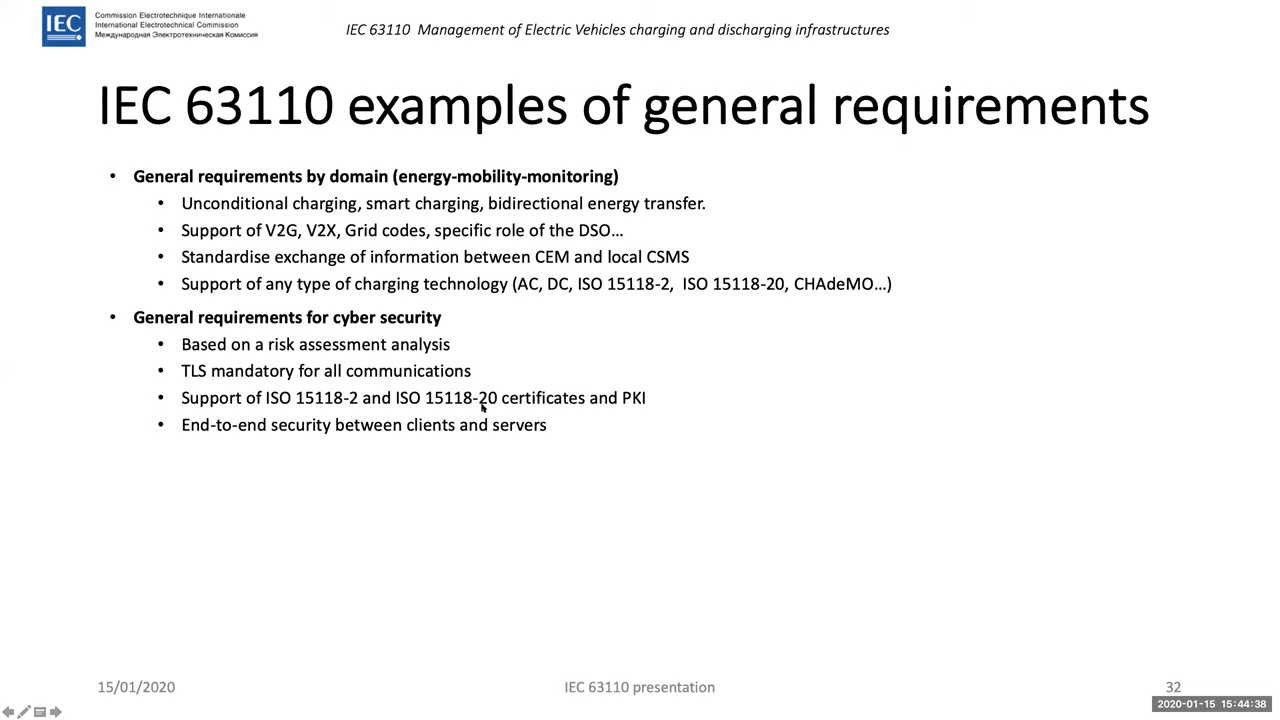 IEC
Commission Electrotechnique Internationale
International Electrotechnical Commission
Международная Электротехническая Комиссия
IEC 63110 Management of Electric Vehicles charging and discharging infrastructures
IEC 63110 examples of general requirements
• General requirements by domain (energy-mobility-monitoring)
• Unconditional charging, smart charging, bidirectional energy transfer.
• Support of V2G, V2X, Grid codes, specific role of the DSO…
• Standardise exchange of information between CEM and local CSMS
• Support of any type of charging technology (AC, DC, ISO 15118-2, ISO 15118-20, CHAdeMO…)
• General requirements for cyber security
• Based on a risk assessment analysis
• TLS mandatory for all communications
• Support of ISO 15118-2 and ISO 15118-20 certificates and PKI
• End-to-end security between clients and servers
15/01/2020 IEC 63110 presentation 32
2020-01-15 15:44:38